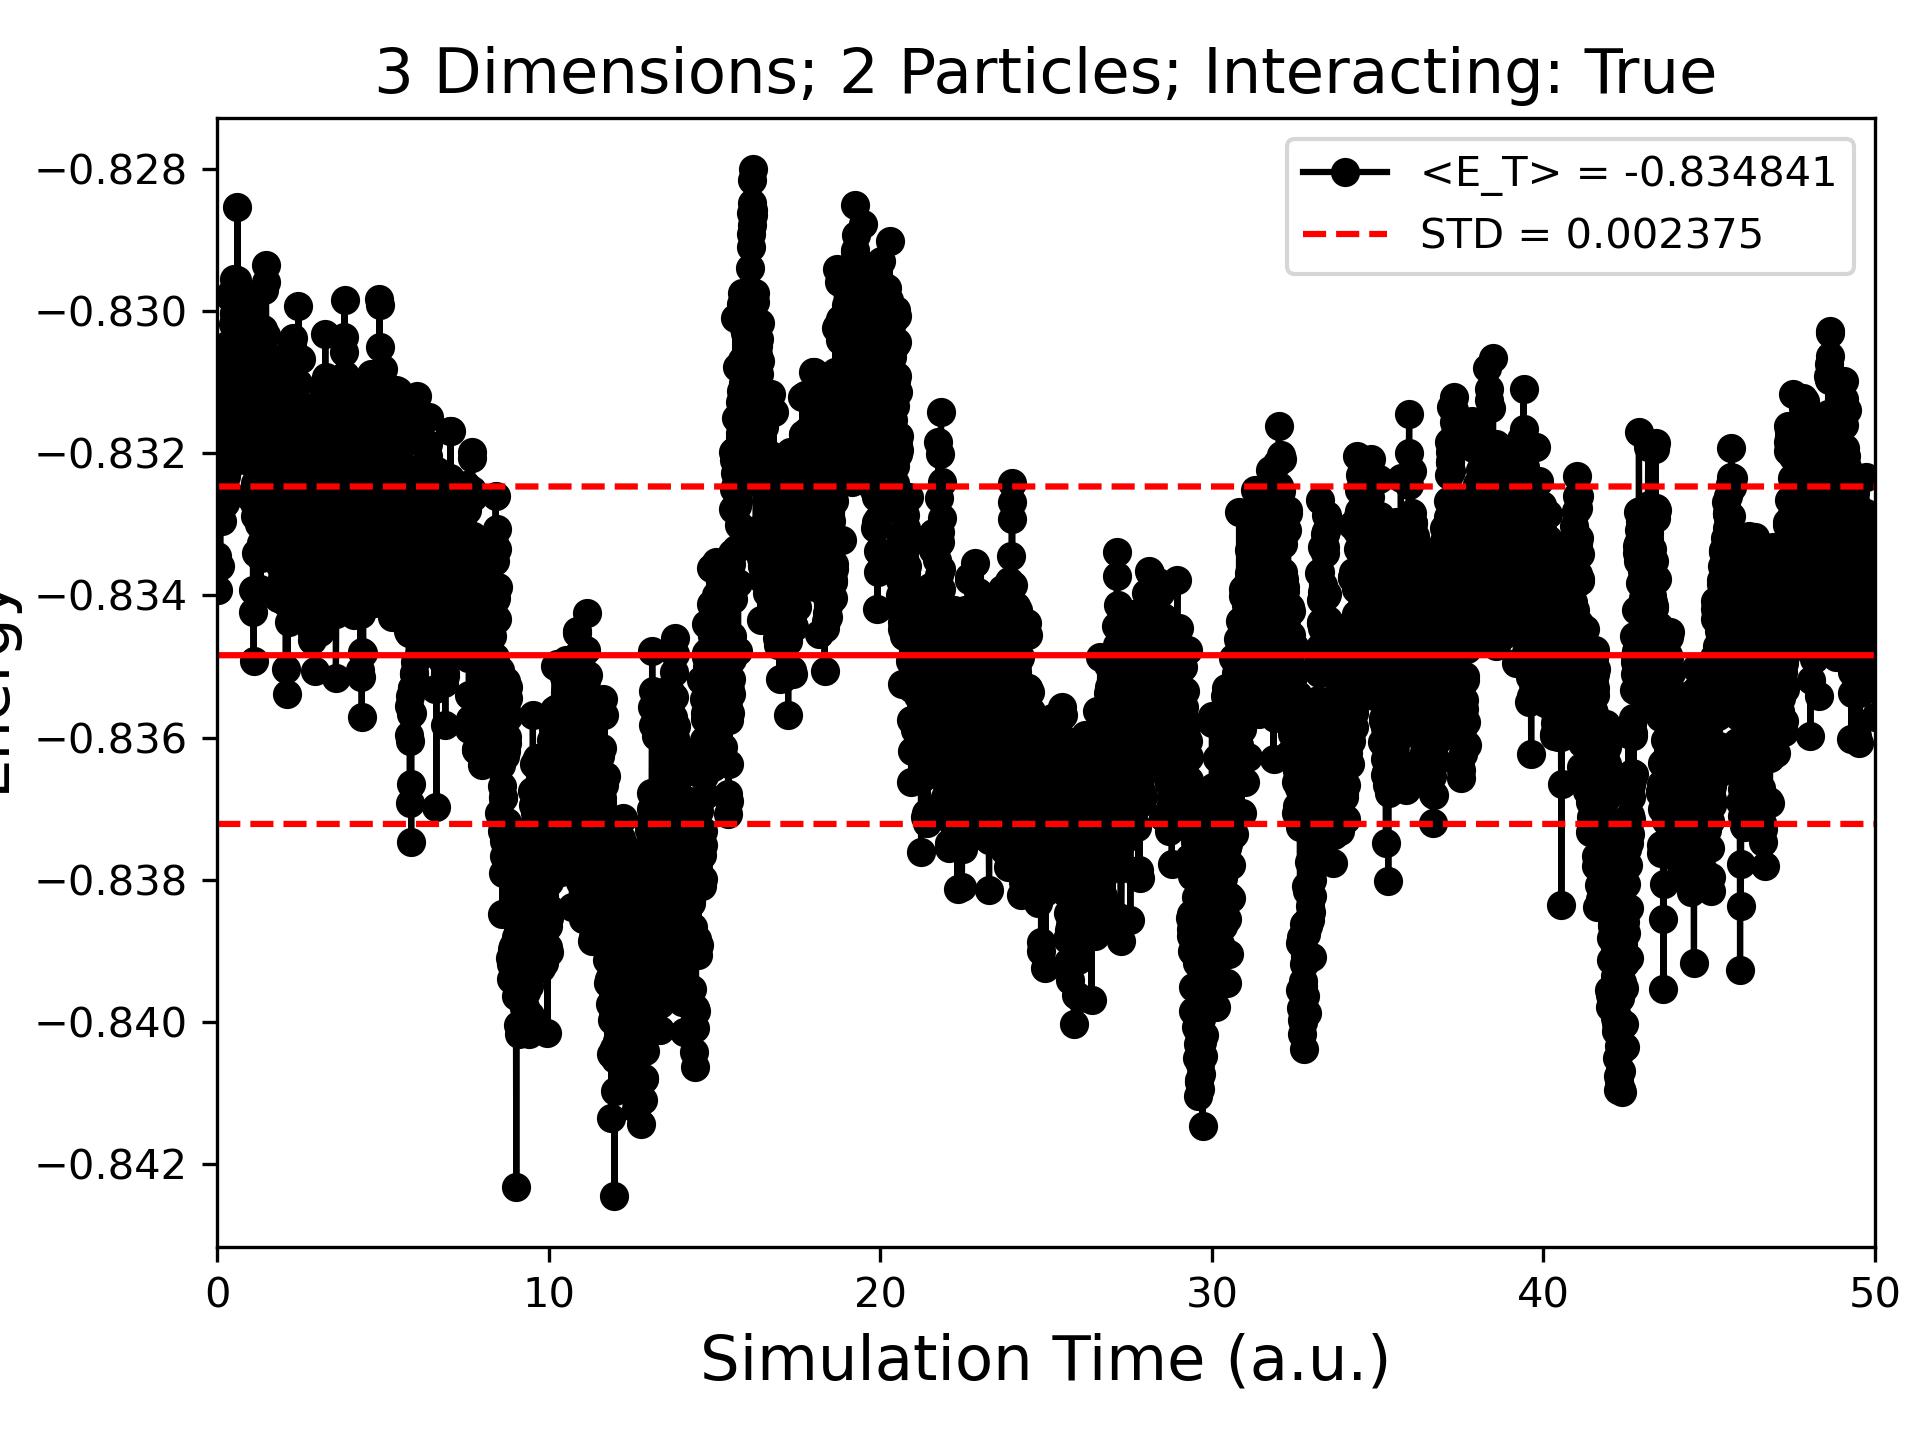 3 Dimensions; 2 Particles; Interacting: True
<E_T> = -0.834841
STD = 0.002375
−0.828
−0.830
−0.832
−0.834
−0.836
−0.838
−0.840
−0.842
Energy
0 10 20 30 40 50
Simulation Time (a.u.)